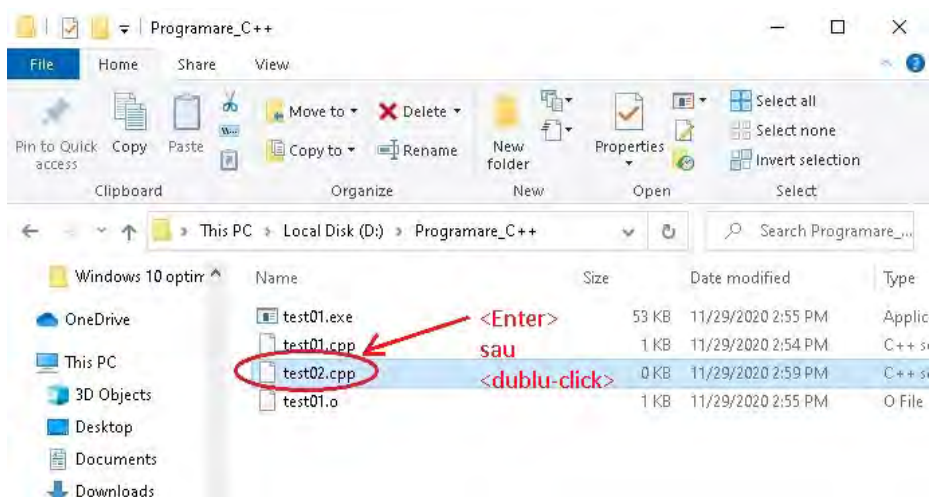 Programare_C++
File Home Share View
Pin to Quick access Copy Paste Move to Copy to Delete Rename New folder Properties Select all Select none Invert selection
Clipboard Organize New Open Select
This PC Local Disk (D:) Programare_C++ Search Programare_...
Windows 10 optim Name Size Date modified Type
OneDrive test01.exe <Enter> 53 KB 11/29/2020 2:55 PM Applic
test01.cpp sau 1 KB 11/29/2020 2:54 PM C++ so
This PC test02.cpp <dublu-click> 0 KB 11/29/2020 2:59 PM C++ so
3D Objects test01.o 1 KB 11/29/2020 2:55 PM O File
Desktop
Documents
Downloads